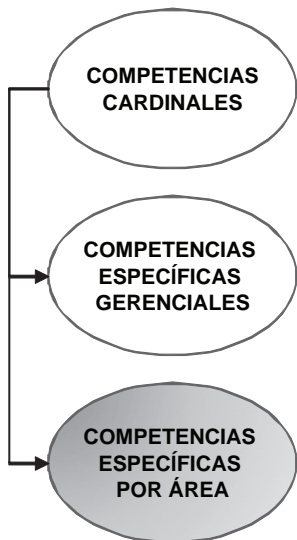 COMPETENCIAS
CARDINALES
COMPETENCIAS
ESPECÍFICAS
GERENCIALES
COMPETENCIAS
ESPECÍFICAS
POR ÁREA